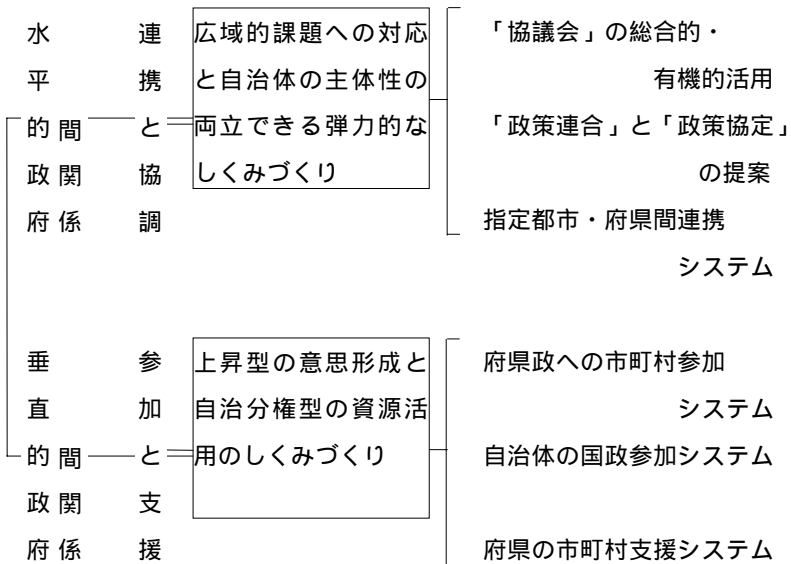 水平的政府
間関係
連携と協調
広域的課題への対応
と自治体の主体性の
両立できる弾力的な
しくみづくり
「協議会」の総合的・
有機的活用
「政策連合」と「政策協定」
の提案
指定都市・府県間連携
システム
垂直的政府
間関係
参加と支援
上昇型の意思形成と
自治分権型の資源活
用のしくみづくり
府県政への市町村参加
システム
自治体の国政参加システム
府県の市町村支援システム